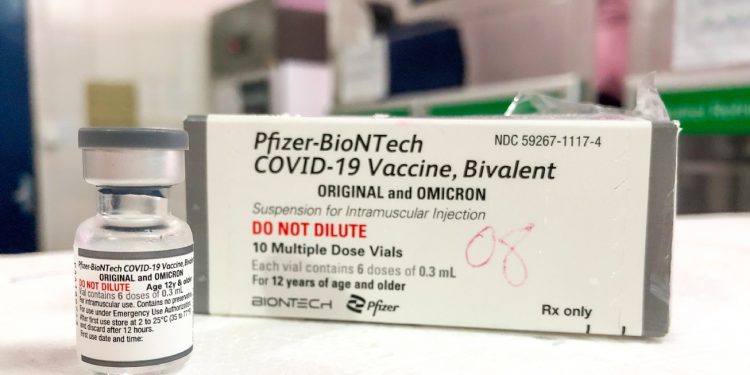 Pfizer-BioNTech
COVID-19 Vaccine, Bivalent
ORIGINAL and OMICRON
Suspension for Intramuscular Injection
DO NOT DILUTE
10 Multiple Dose Vials
Each vial contains 6 doses of 0.3 mL
For 12 years of age and older
BIONTECH Pfizer
NDC 59267-1117-4
08
Rx only
Pfizer-BioNTech COVID-19 Vaccine, Bivalent
ORIGINAL and OMICRON
DO NOT DILUTE Age 12y & older
Vial contains 6 doses of 0.3 mL
For intramuscular use. Contains no preservative.
For use under Emergency Use Authorization.
After first use store at 2 to 25°C (35 to 77°F)
and discard after 12 hours.
First use date and time: